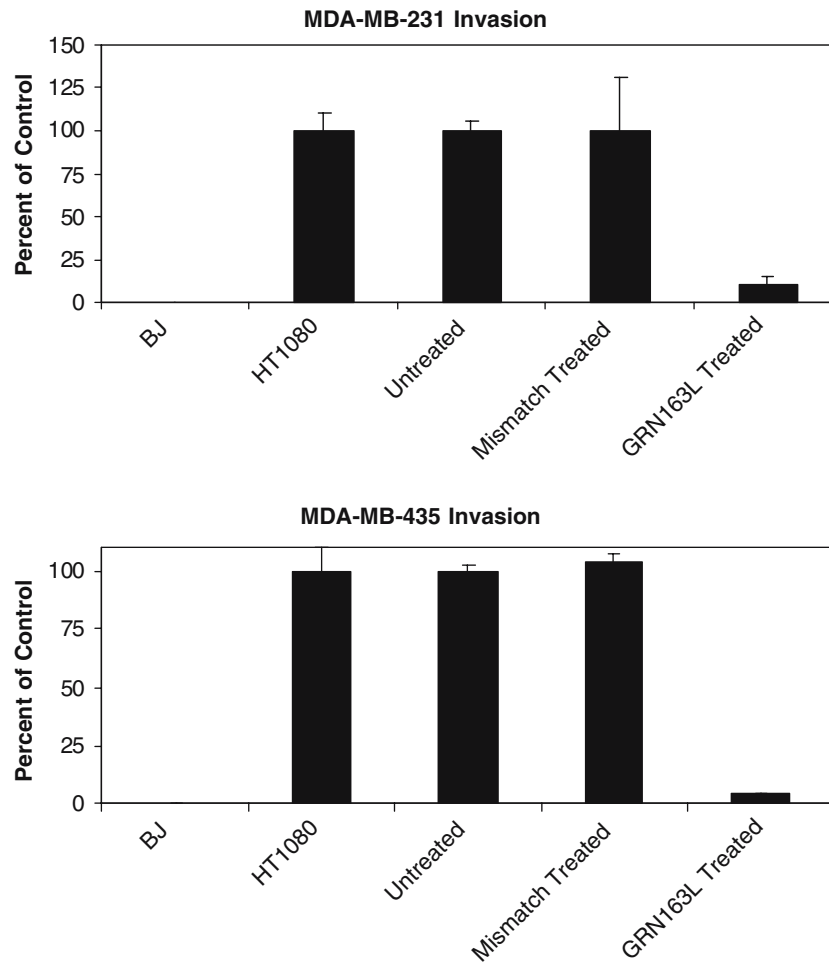 MDA-MB-231 Invasion
Percent of Control
150
125
100
75
50
25
0
BJ
HT1080
Untreated
Mismatch Treated
GRN163L Treated
MDA-MB-435 Invasion
Percent of Control
100
75
50
25
0
BJ
HT1080
Untreated
Mismatch Treated
GRN163L Treated